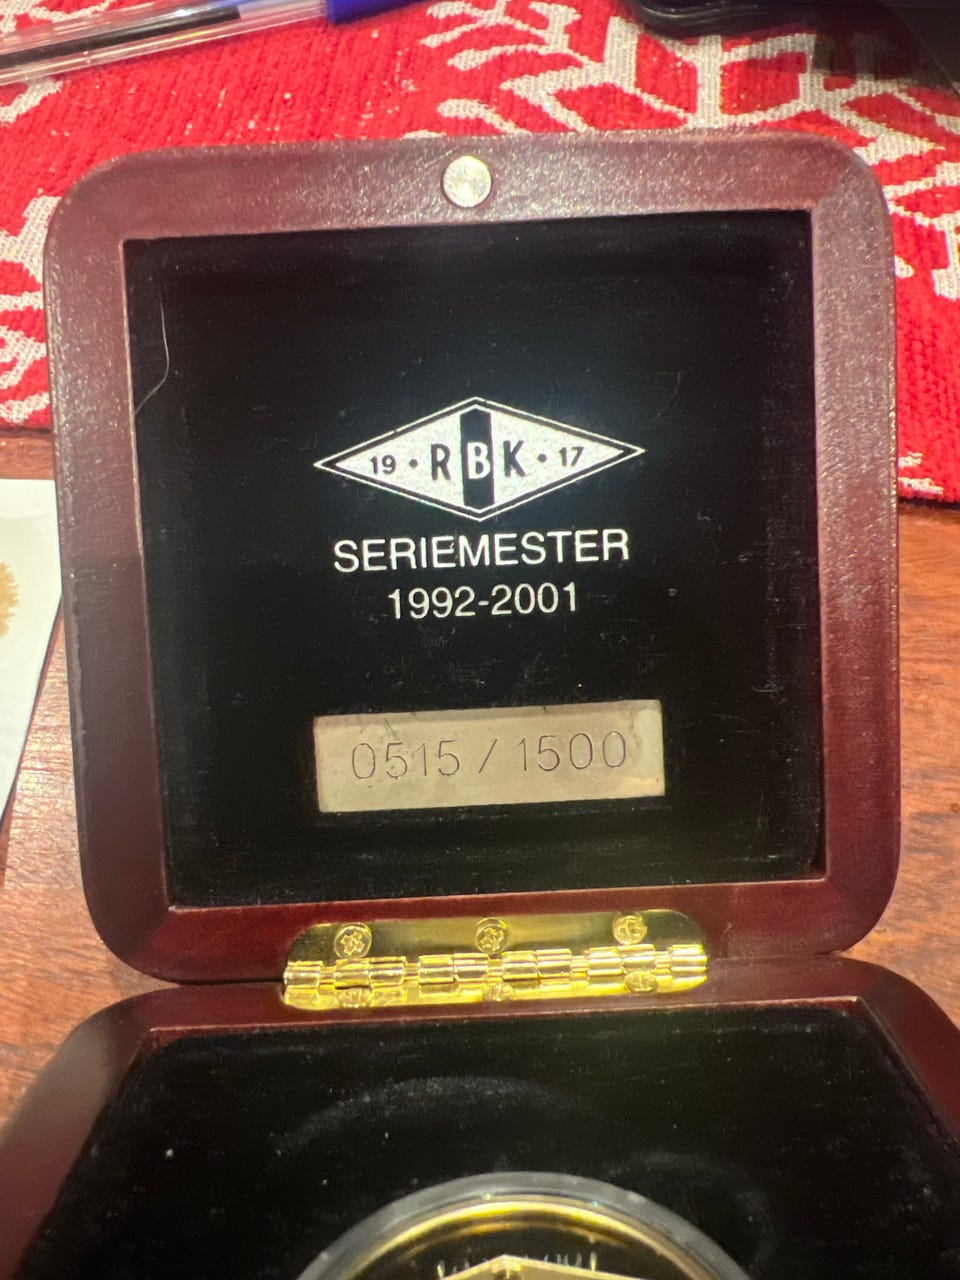 19 • RBK • 17
SERIEMESTER
1992-2001
0515 / 1500